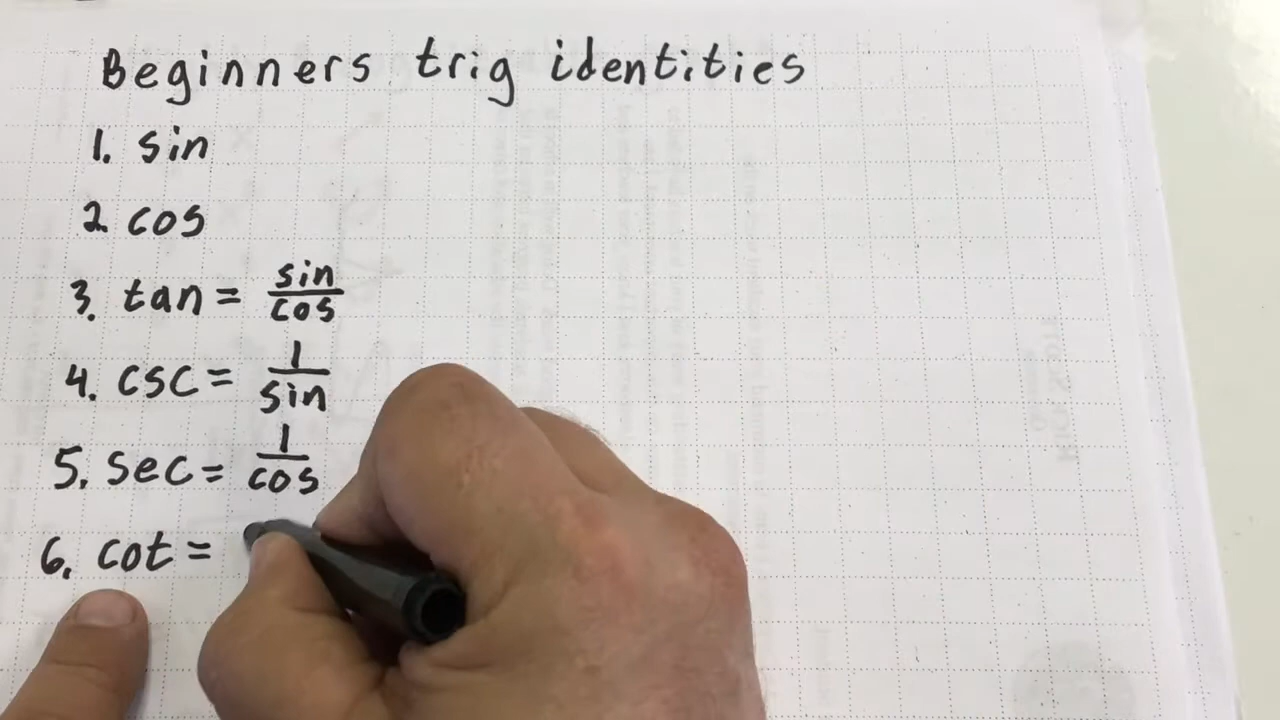 Beginners trig identities
1. sin
2. cos
3. tan = sin/cos
4. csc = 1/sin
5. sec = 1/cos
6. cot =